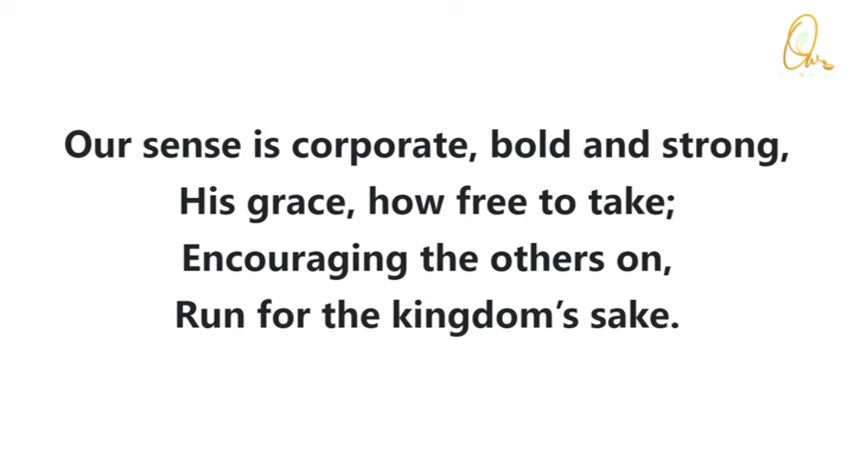 Our sense is corporate, bold and strong,
His grace, how free to take;
Encouraging the others on,
Run for the kingdom’s sake.